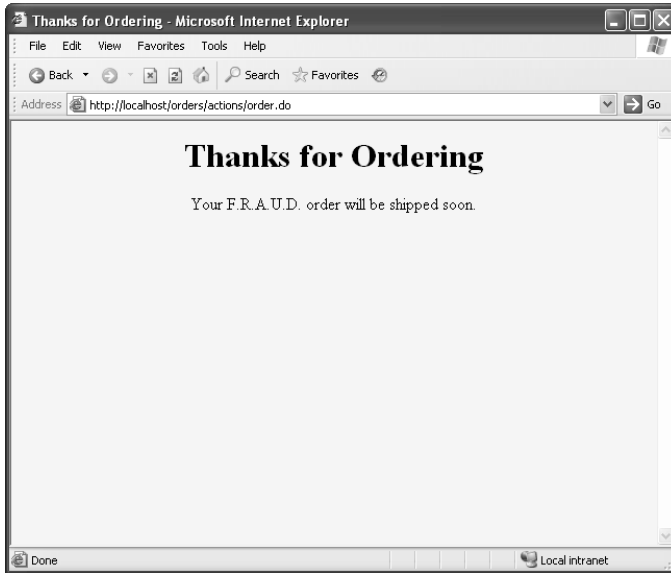 Thanks for Ordering - Microsoft Internet Explorer
File Edit View Favorites Tools Help
Back Search Favorites
Address http://localhost/orders/actions/order.do Go
Thanks for Ordering
Your F.R.A.U.D. order will be shipped soon.
Done Local intranet